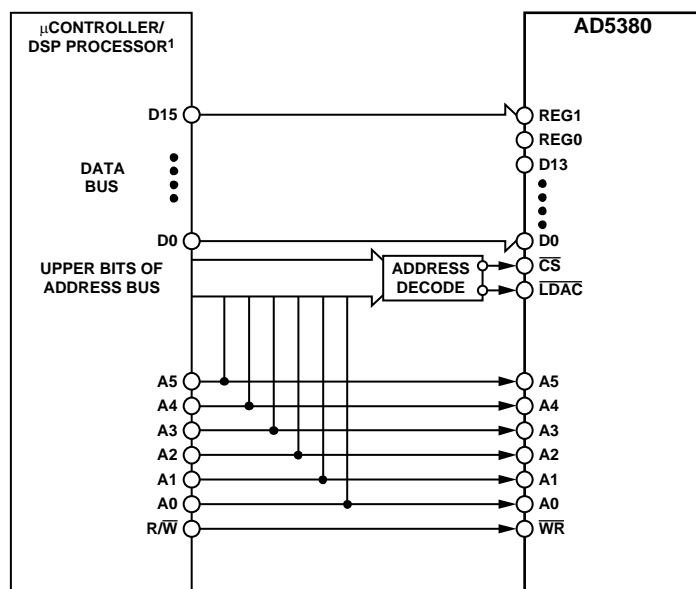 µCONTROLLER/
DSP PROCESSOR1
AD5380
D15
REG1
REG0
D13
DATA
BUS
D0
D0
UPPER BITS OF
ADDRESS BUS
ADDRESS
DECODE
CS
LDAC
A5
A5
A4
A4
A3
A3
A2
A2
A1
A1
A0
A0
R/W
WR